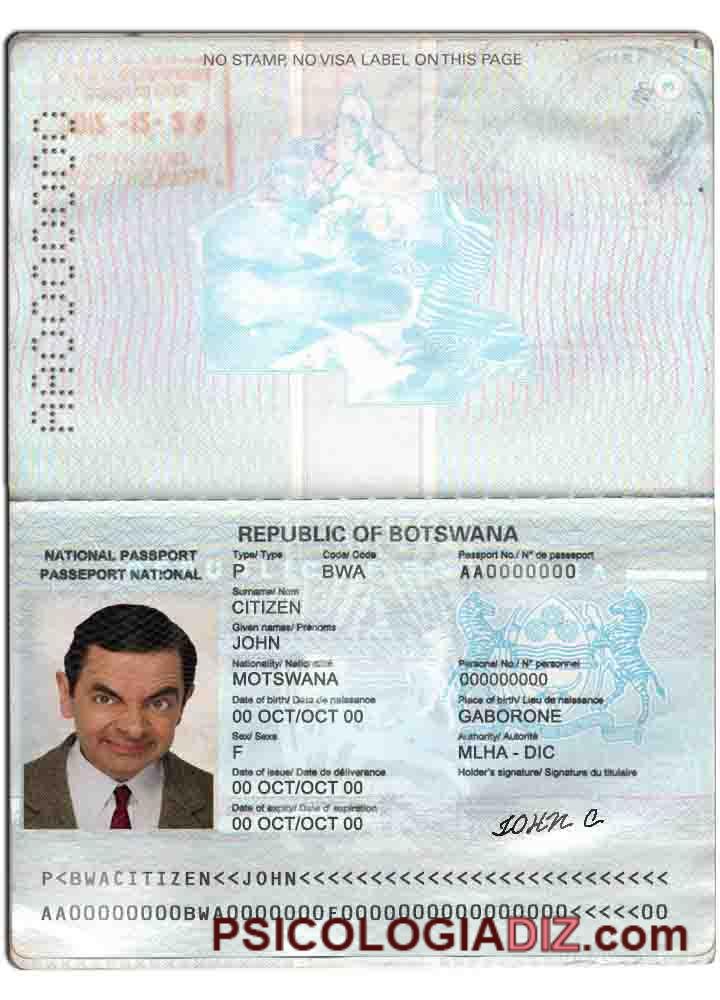 NO STAMP, NO VISA LABEL ON THIS PAGE
3
AA0000000
REPUBLIC OF BOTSWANA
NATIONAL PASSPORT
PASSEPORT NATIONAL
Type/ Type Code/ Code Passport No./ N° de passeport
P BWA AA0000000
Surname/ Nom
CITIZEN
Given names/ Prénoms
JOHN
Nationality/ Nationalité Personal No./ N° personnel
MOTSWANA 000000000
Date of birth/ Date de naissance Place of birth/ Lieu de naissance
00 OCT/OCT 00 GABORONE
Sex/ Sexe Authority/ Autorité
F MLHA - DIC
Date of issue/ Date de délivrance Holder's signature/ Signature du titulaire
00 OCT/OCT 00
Date of expiry/ Date d' expiration
00 OCT/OCT 00 JOHN C
P<BWACITIZEN<<JOHN<<<<<<<<<<<<<<<<<<<<<<<<<<
AA00000000BWA0000000F00000000000000000<<<<<00
PSICOLOGIADIZ.com